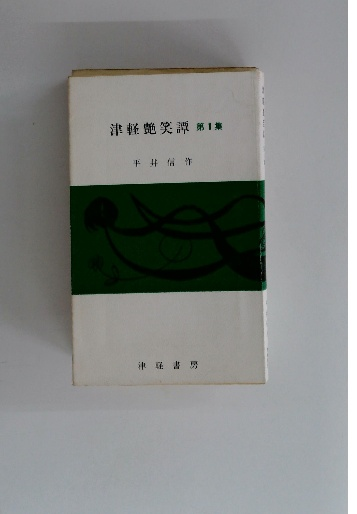 津軽艶笑譚 第1集
平井信作
津軽書房